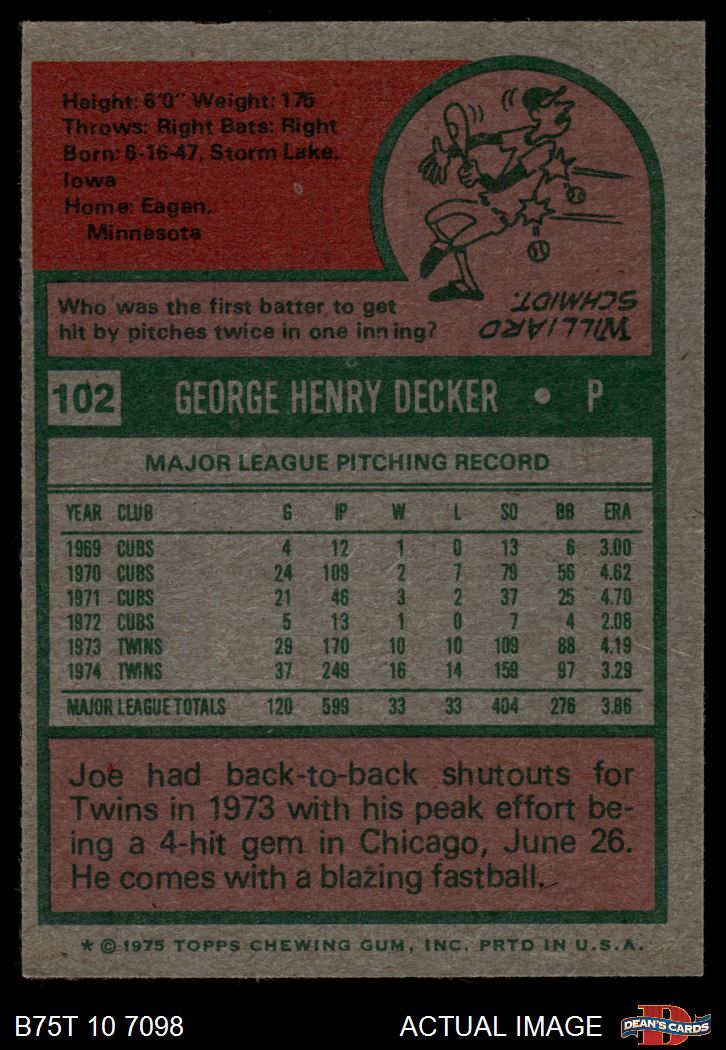 Height: 6'0" Weight: 175
Throws: Right Bats: Right
Born: 6-16-47, Storm Lake,
Iowa
Home: Eagan,
Minnesota
Who was the first batter to get
hit by pitches twice in one inning?
WILLIARD
SCHMIDT.
102 GEORGE HENRY DECKER • P
MAJOR LEAGUE PITCHING RECORD
YEAR CLUB G IP W L SO BB ERA
1969 CUBS 4 12 1 0 13 6 3.00
1970 CUBS 24 109 2 7 79 56 4.62
1971 CUBS 21 46 3 2 37 25 4.70
1972 CUBS 5 13 1 0 7 4 2.08
1973 TWINS 29 170 10 10 109 88 4.19
1974 TWINS 37 249 16 14 159 97 3.29
MAJOR LEAGUE TOTALS 120 599 33 33 404 276 3.86
Joe had back-to-back shutouts for
Twins in 1973 with his peak effort be-
ing a 4-hit gem in Chicago, June 26.
He comes with a blazing fastball.
* © 1975 TOPPS CHEWING GUM, INC. PRTD IN U.S.A.
B75T 10 7098 ACTUAL IMAGE
D
DEAN'S CARDS